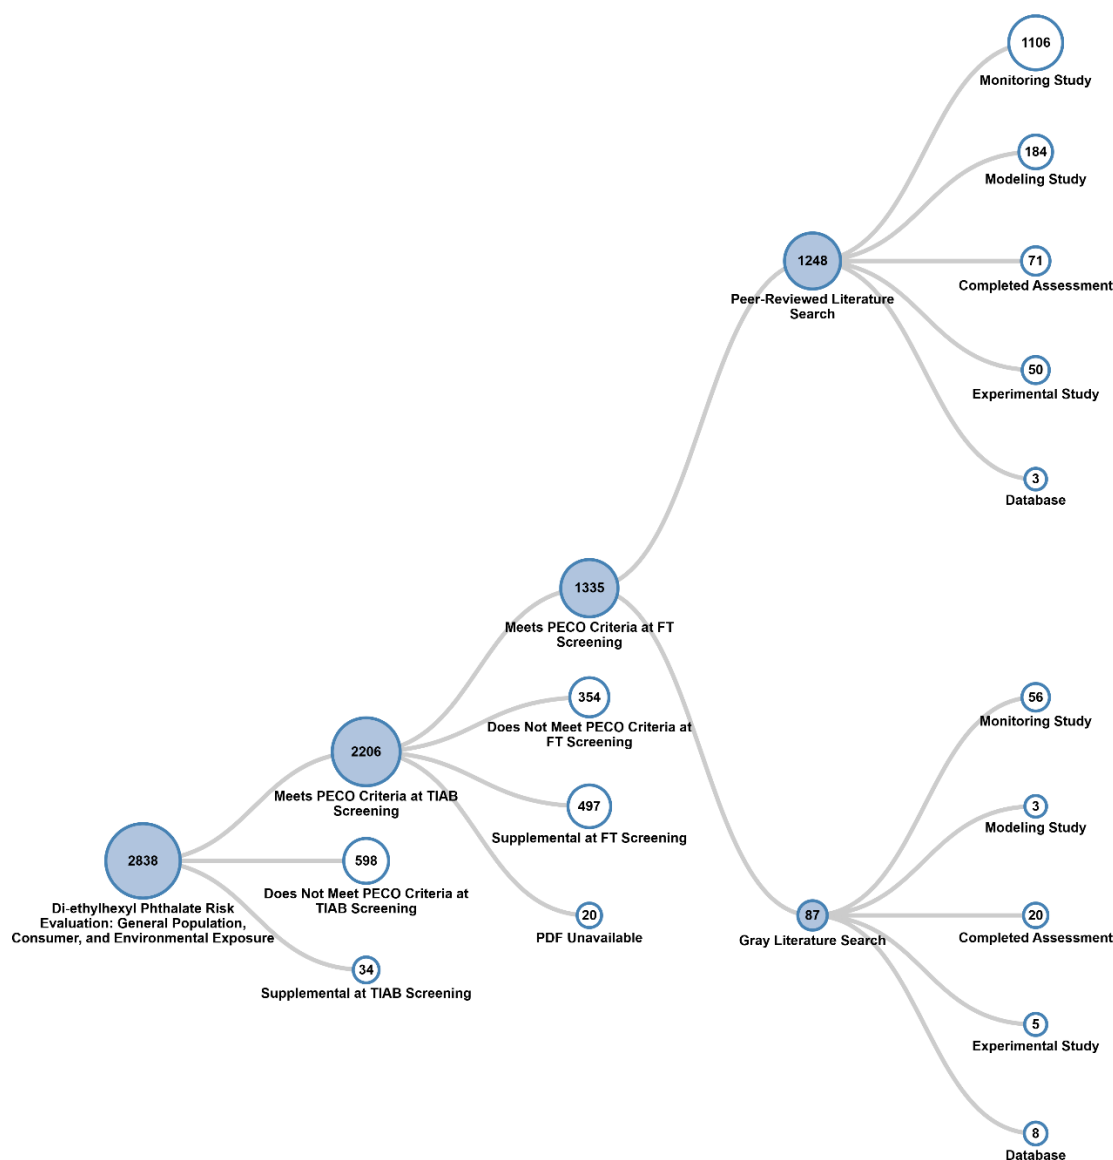 1106
Monitoring Study
184
Modeling Study
1248
Peer-Reviewed Literature
Search
71
Completed Assessment
50
Experimental Study
3
Database
1335
Meets PECO Criteria at FT
Screening
354
Does Not Meet PECO Criteria at
FT Screening
56
Monitoring Study
2206
Meets PECO Criteria at TIAB
Screening
497
Supplemental at FT Screening
3
Modeling Study
2838
Di-ethylhexyl Phthalate Risk
Evaluation: General Population,
Consumer, and Environmental Exposure
598
Does Not Meet PECO Criteria at
TIAB Screening
20
PDF Unavailable
87
Gray Literature Search
20
Completed Assessment
34
Supplemental at TIAB Screening
5
Experimental Study
8
Database